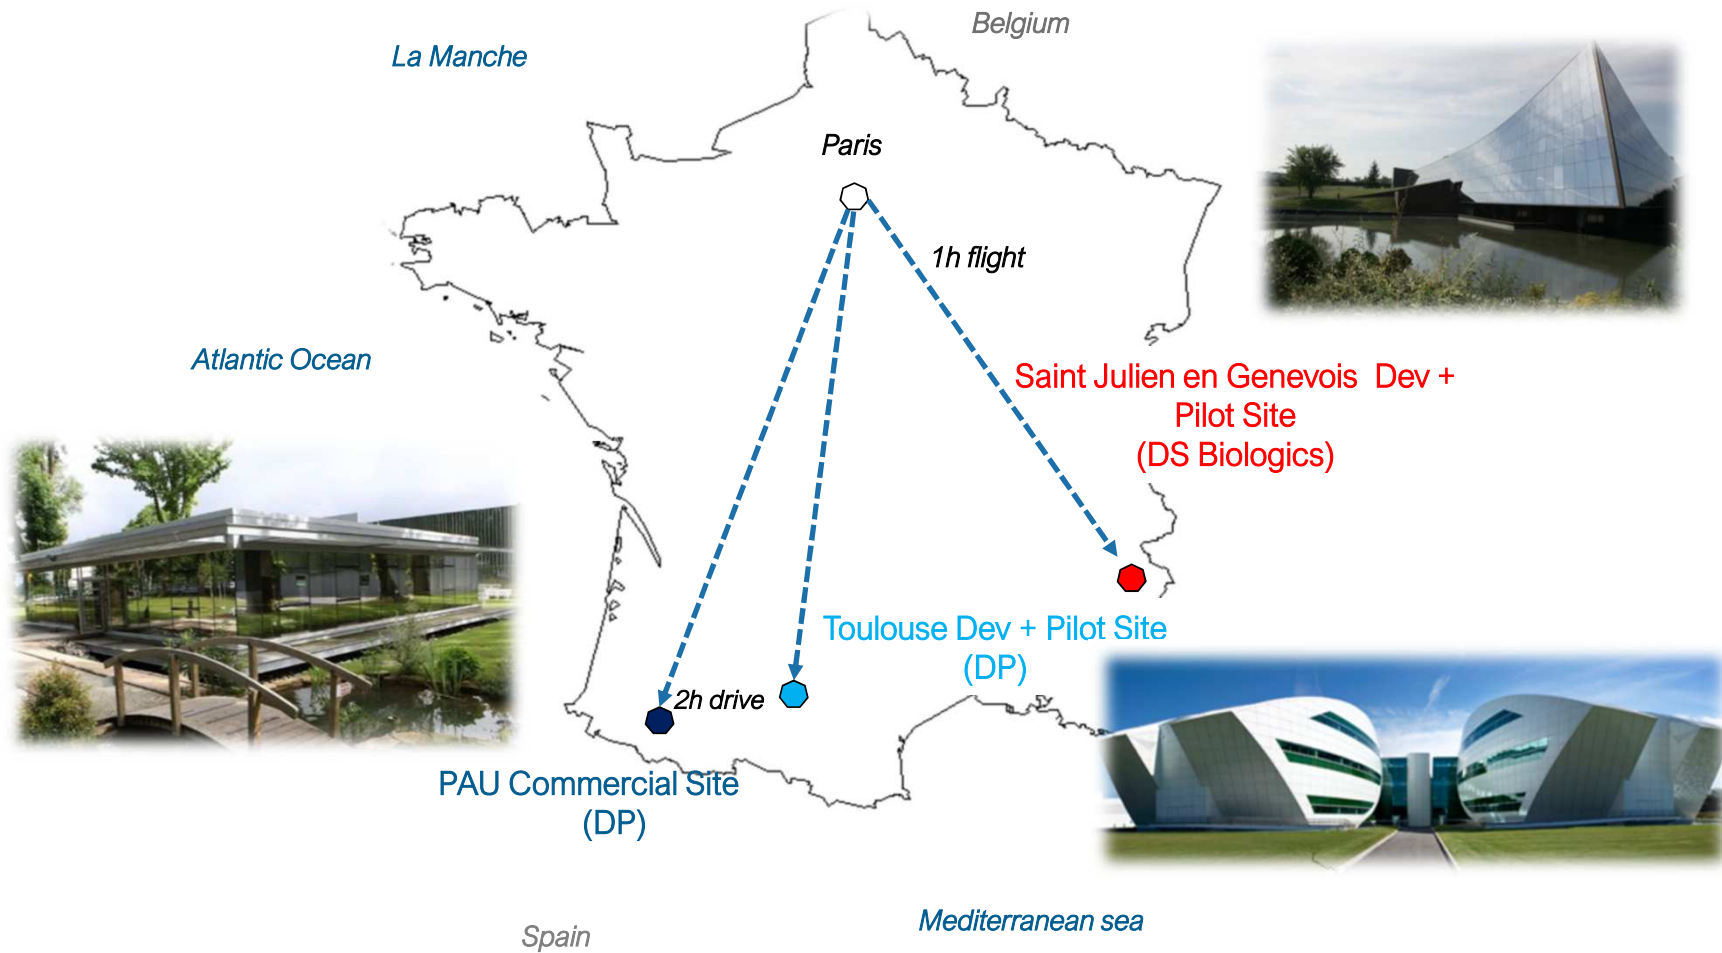 Belgium
La Manche
Paris
1h flight
Atlantic Ocean
Saint Julien en Genevois  Dev +
Pilot Site
(DS Biologics)
Toulouse Dev + Pilot Site
(DP)
2h drive
PAU Commercial Site
(DP)
Mediterranean sea
Spain